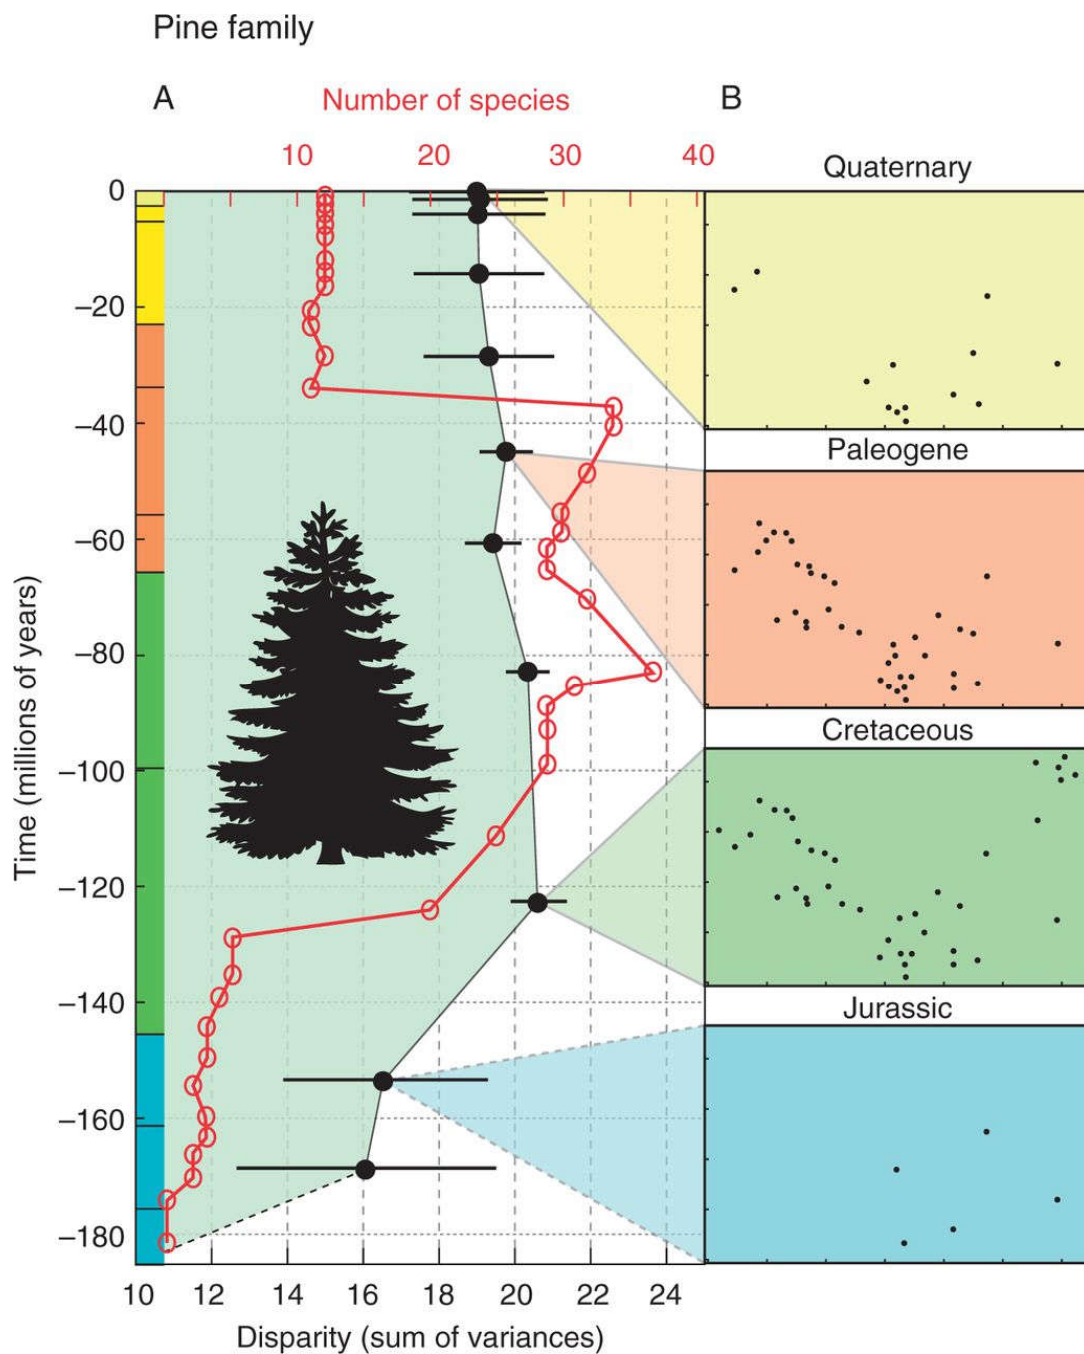 Pine family
A
Number of species
B
10 20 30 40
Quaternary
0
−20
−40
−60
−80
−100
−120
−140
−160
−180
Time (millions of years)
Paleogene
Cretaceous
Jurassic
10 12 14 16 18 20 22 24
Disparity (sum of variances)